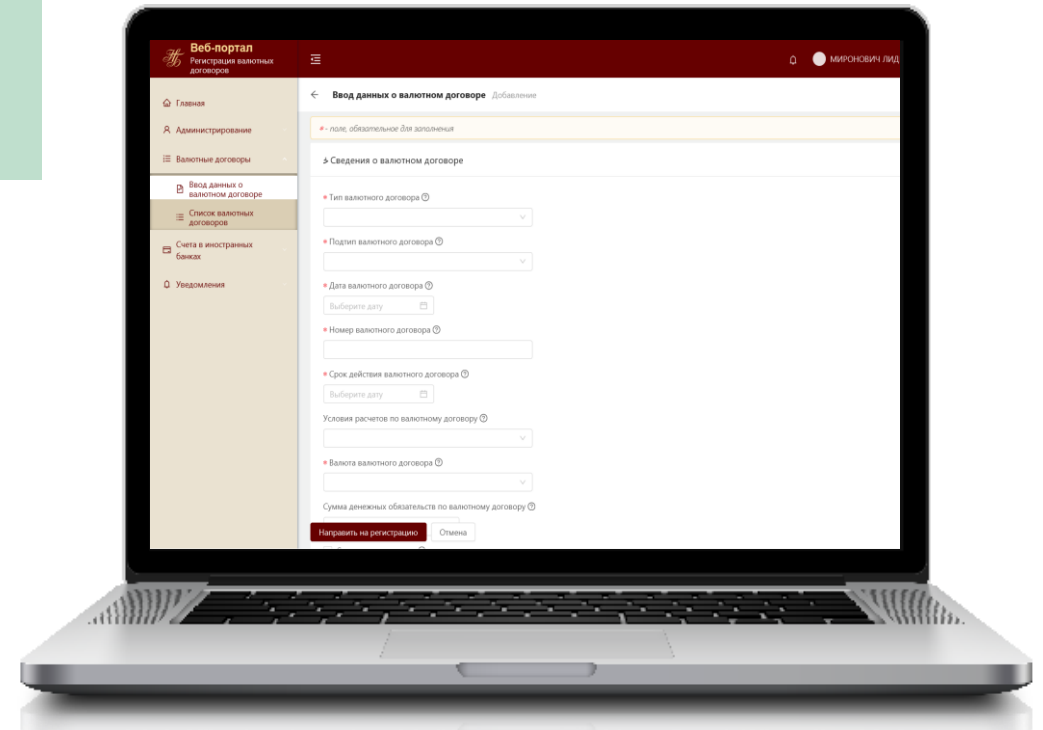 Веб-портал
Регистрация валютных
договоров
МИРОНОВИЧ ЛИД
Главная
Администрирование
Валютные договоры
Ввод данных о
валютном договоре
Список валютных
договоров
Счета в иностранных
банках
Уведомления
Ввод данных о валютном договоре Добавление
* - поле, обязательное для заполнения
Сведения о валютном договоре
* Тип валютного договора
* Подтип валютного договора
* Дата валютного договора
Выберите дату
* Номер валютного договора
* Срок действия валютного договора
Выберите дату
Условия расчетов по валютному договору
* Валюта валютного договора
Сумма денежных обязательств по валютному договору
Направить на регистрацию Отмена